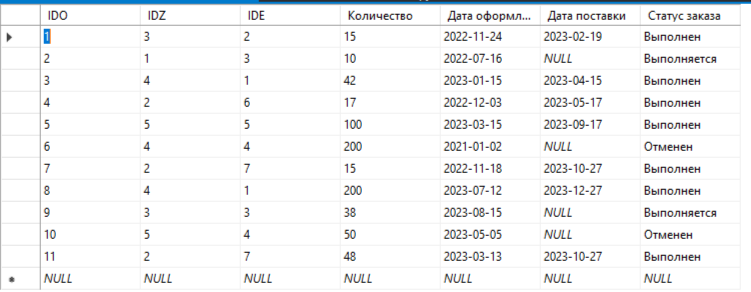 IDO IDZ IDE Количество Дата оформл... Дата поставки Статус заказа
1 3 2 15 2022-11-24 2023-02-19 Выполнен
2 1 3 10 2022-07-16 NULL Выполняется
3 4 1 42 2023-01-15 2023-04-15 Выполнен
4 2 6 17 2022-12-03 2023-05-17 Выполнен
5 5 5 100 2023-03-15 2023-09-17 Выполнен
6 4 4 200 2021-01-02 NULL Отменен
7 2 7 15 2022-11-18 2023-10-27 Выполнен
8 4 1 200 2023-07-12 2023-12-27 Выполнен
9 3 3 38 2023-08-15 NULL Выполняется
10 5 4 50 2023-05-05 NULL Отменен
11 2 7 48 2023-03-13 2023-10-27 Выполнен
NULL NULL NULL NULL NULL NULL NULL